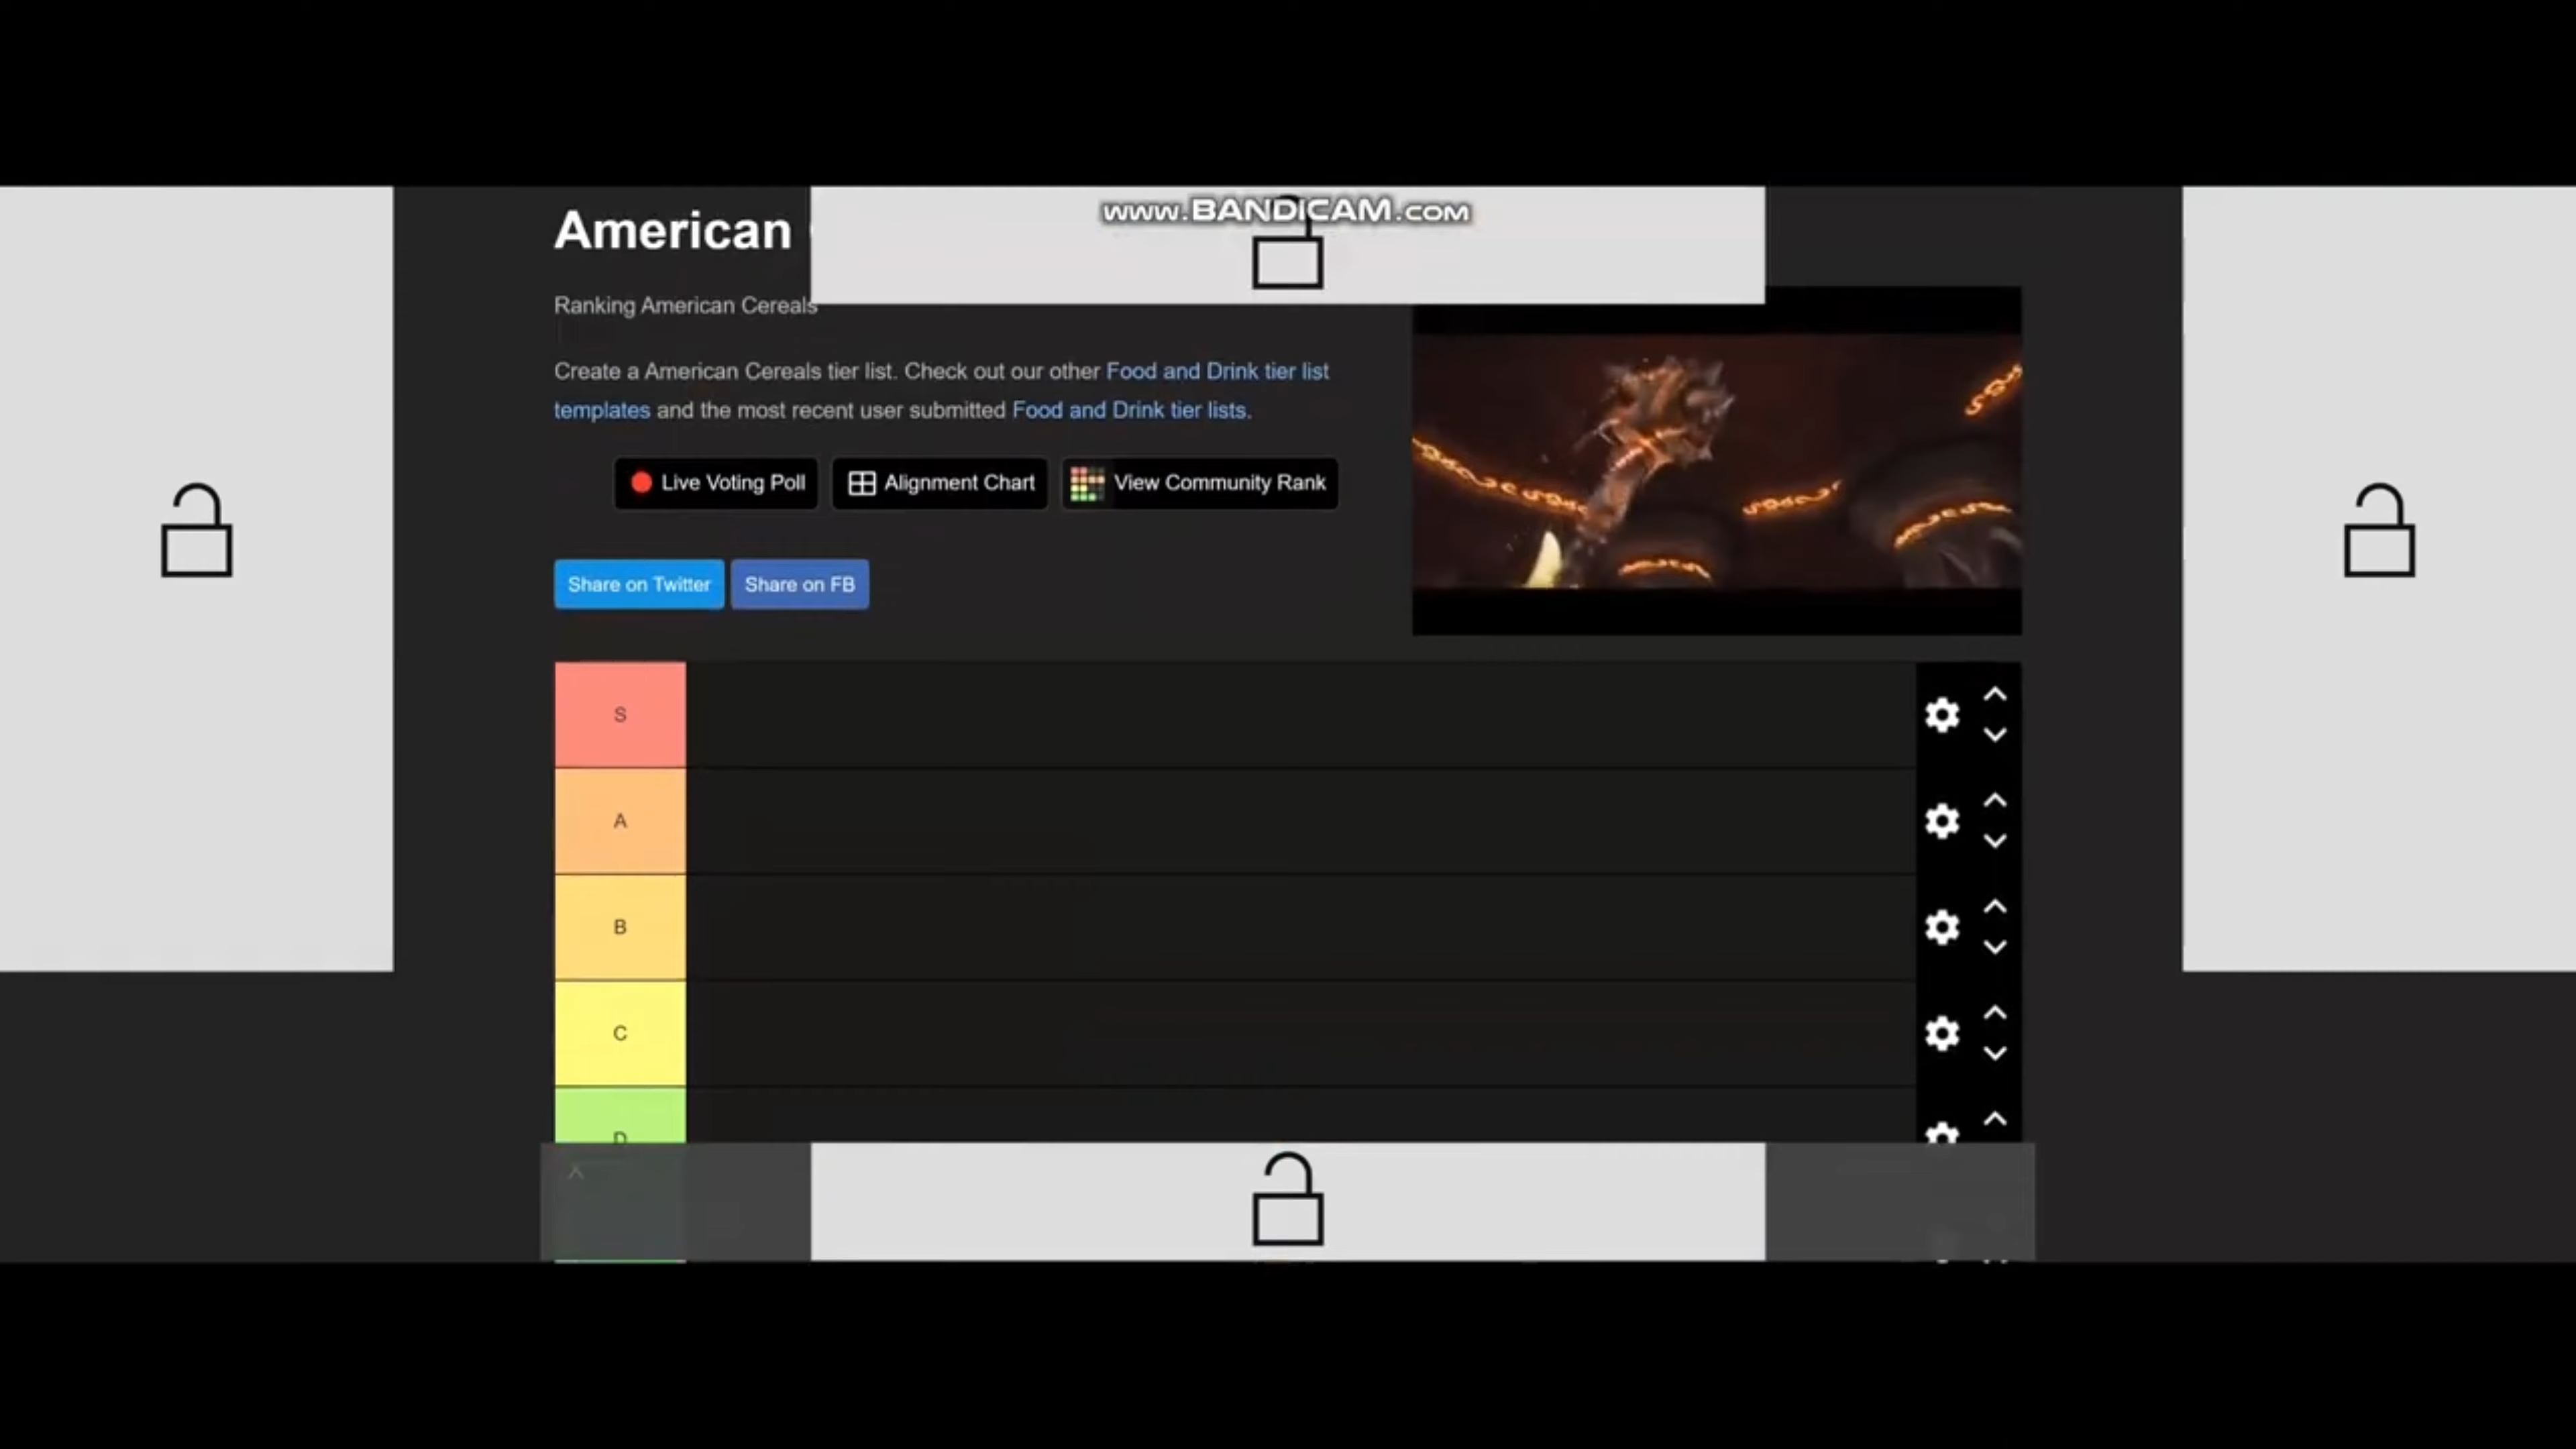 www.BANDICAM.com
American
Ranking American Cereals
Create a American Cereals tier list. Check out our other Food and Drink tier list
templates and the most recent user submitted Food and Drink tier lists.
Live Voting Poll
Alignment Chart
View Community Rank
Share on Twitter
Share on FB
S
A
B
C
D